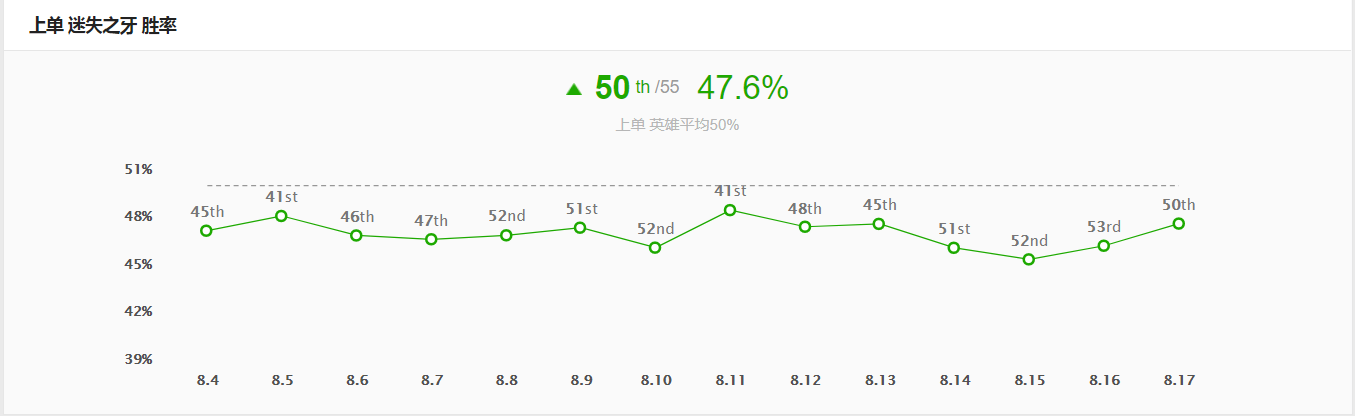 上单 迷失之牙 胜率
50 th /55 47.6%
上单 英雄平均50%
51%
41st
45th 41st 46th 47th 52nd 51st 52nd 48th 45th 51st 52nd 53rd 50th
48%
45%
42%
39%
8.4 8.5 8.6 8.7 8.8 8.9 8.10 8.11 8.12 8.13 8.14 8.15 8.16 8.17